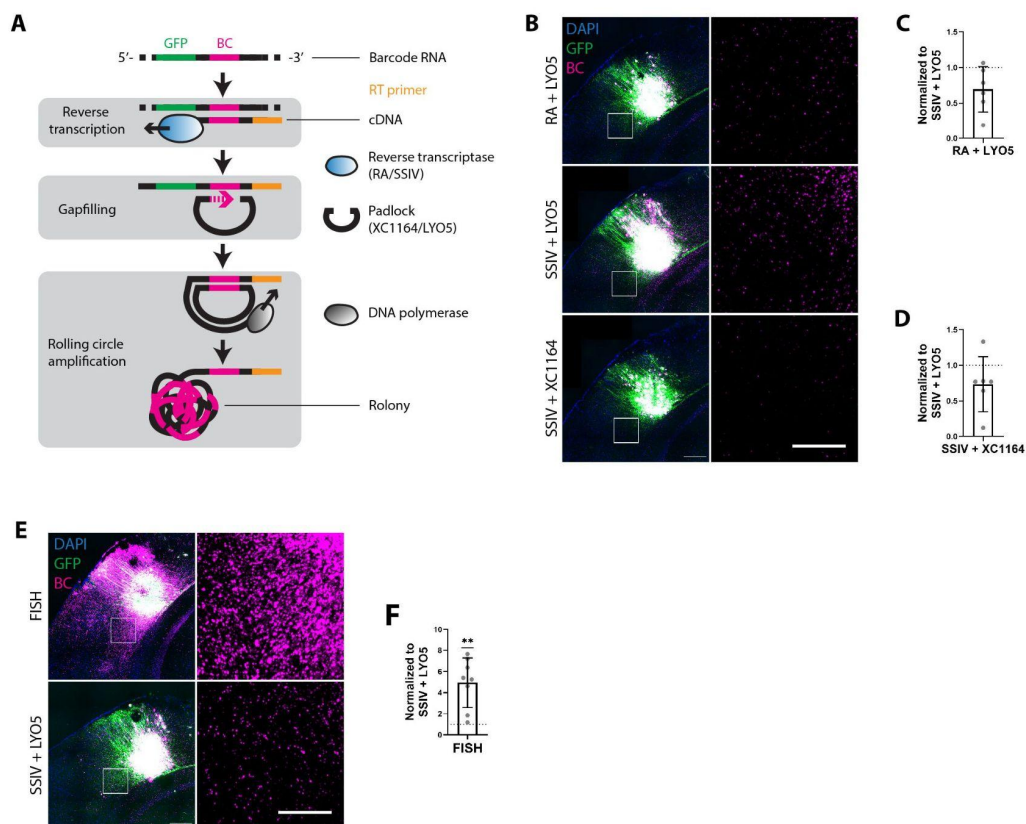 A
GFP
BC
5'-
-3'
Barcode RNA
RT primer
Reverse
transcription
cDNA
Reverse transcriptase
(RA/SSIV)
Gapfilling
Padlock
(XC1164/LYO5)
DNA polymerase
Rolling circle
amplification
Rolony
B
DAPI
GFP
BC
RA + LYO5
SSIV + LYO5
SSIV + XC1164
C
Normalized to
SSIV + LYO5
1.5
1.0
0.5
0.0
RA + LYO5
D
Normalized to
SSIV + LYO5
1.5
1.0
0.5
0.0
SSIV + XC1164
E
DAPI
GFP
BC
FISH
SSIV + LYO5
F
Normalized to
SSIV + LYO5
10
8
6
4
2
0
**
FISH